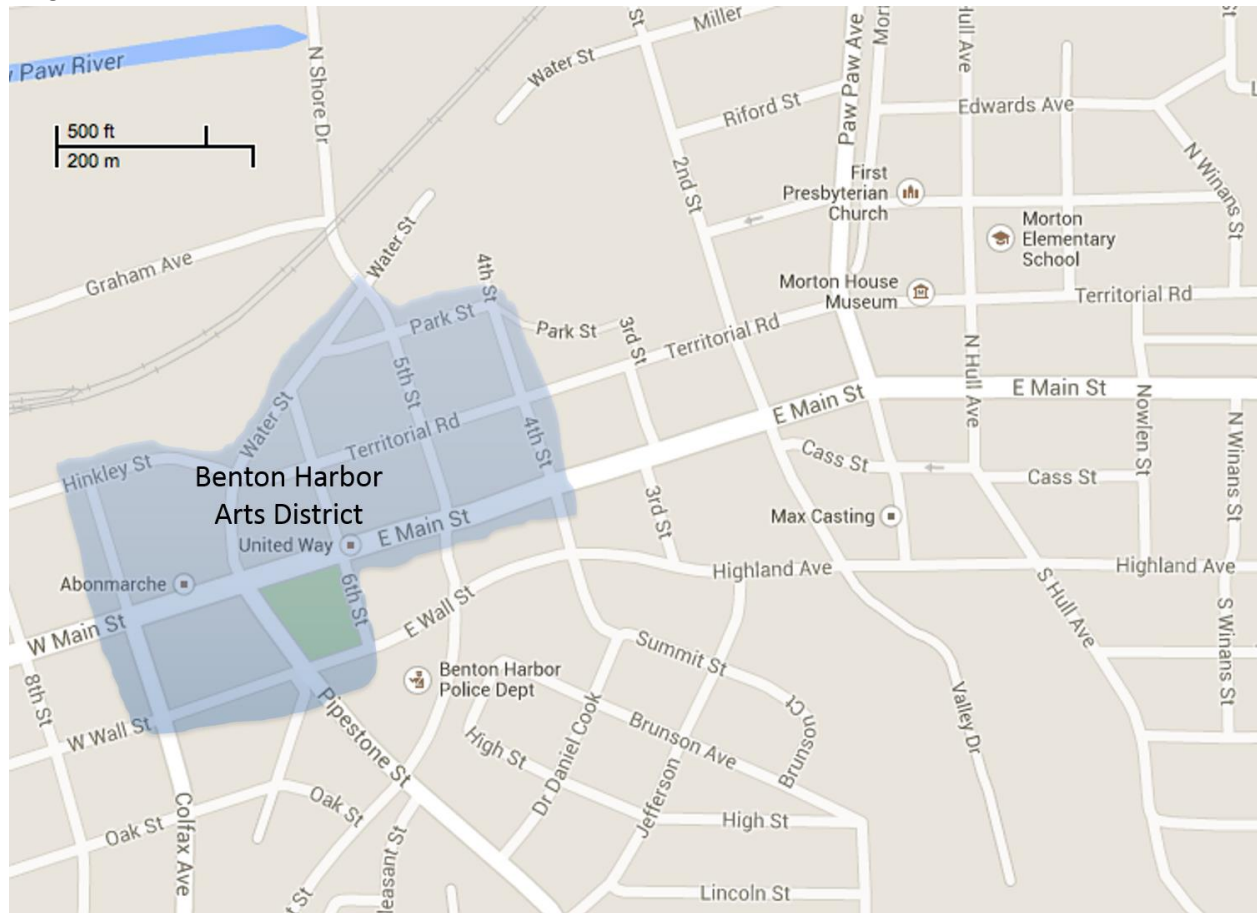 Paw River
500 ft
200 m
N Shore Dr
Graham Ave
Water St
Water St
Miller
St
Riford St
2nd St
Paw Paw Ave
Hull Ave
Edwards Ave
N Winans St
St
First
Presbyterian
Church
Morton
Elementary
School
Morton House
Museum
Territorial Rd
4th St
Park St
Park St
3rd St
Territorial Rd
5th St
Water St
Territorial Rd
4th St
E Main St
E Main St
N Hull Ave
Nowlen St
N Winans St
Hinkley St
Benton Harbor
Arts District
United Way
E Main St
Abonmarche
W Main St
6th St
E Wall St
3rd St
Cass St
Cass St
Max Casting
Highland Ave
Highland Ave
S Hull Ave
S Winans St
8th St
W Wall St
Benton Harbor
Police Dept
Pipestone St
Summit St
Brunson Ct
Brunson Ave
High St
Dr Daniel Cook
Jefferson
Valley Dr
Colfax Ave
Oak St
Oak St
High St
Lincoln St
St